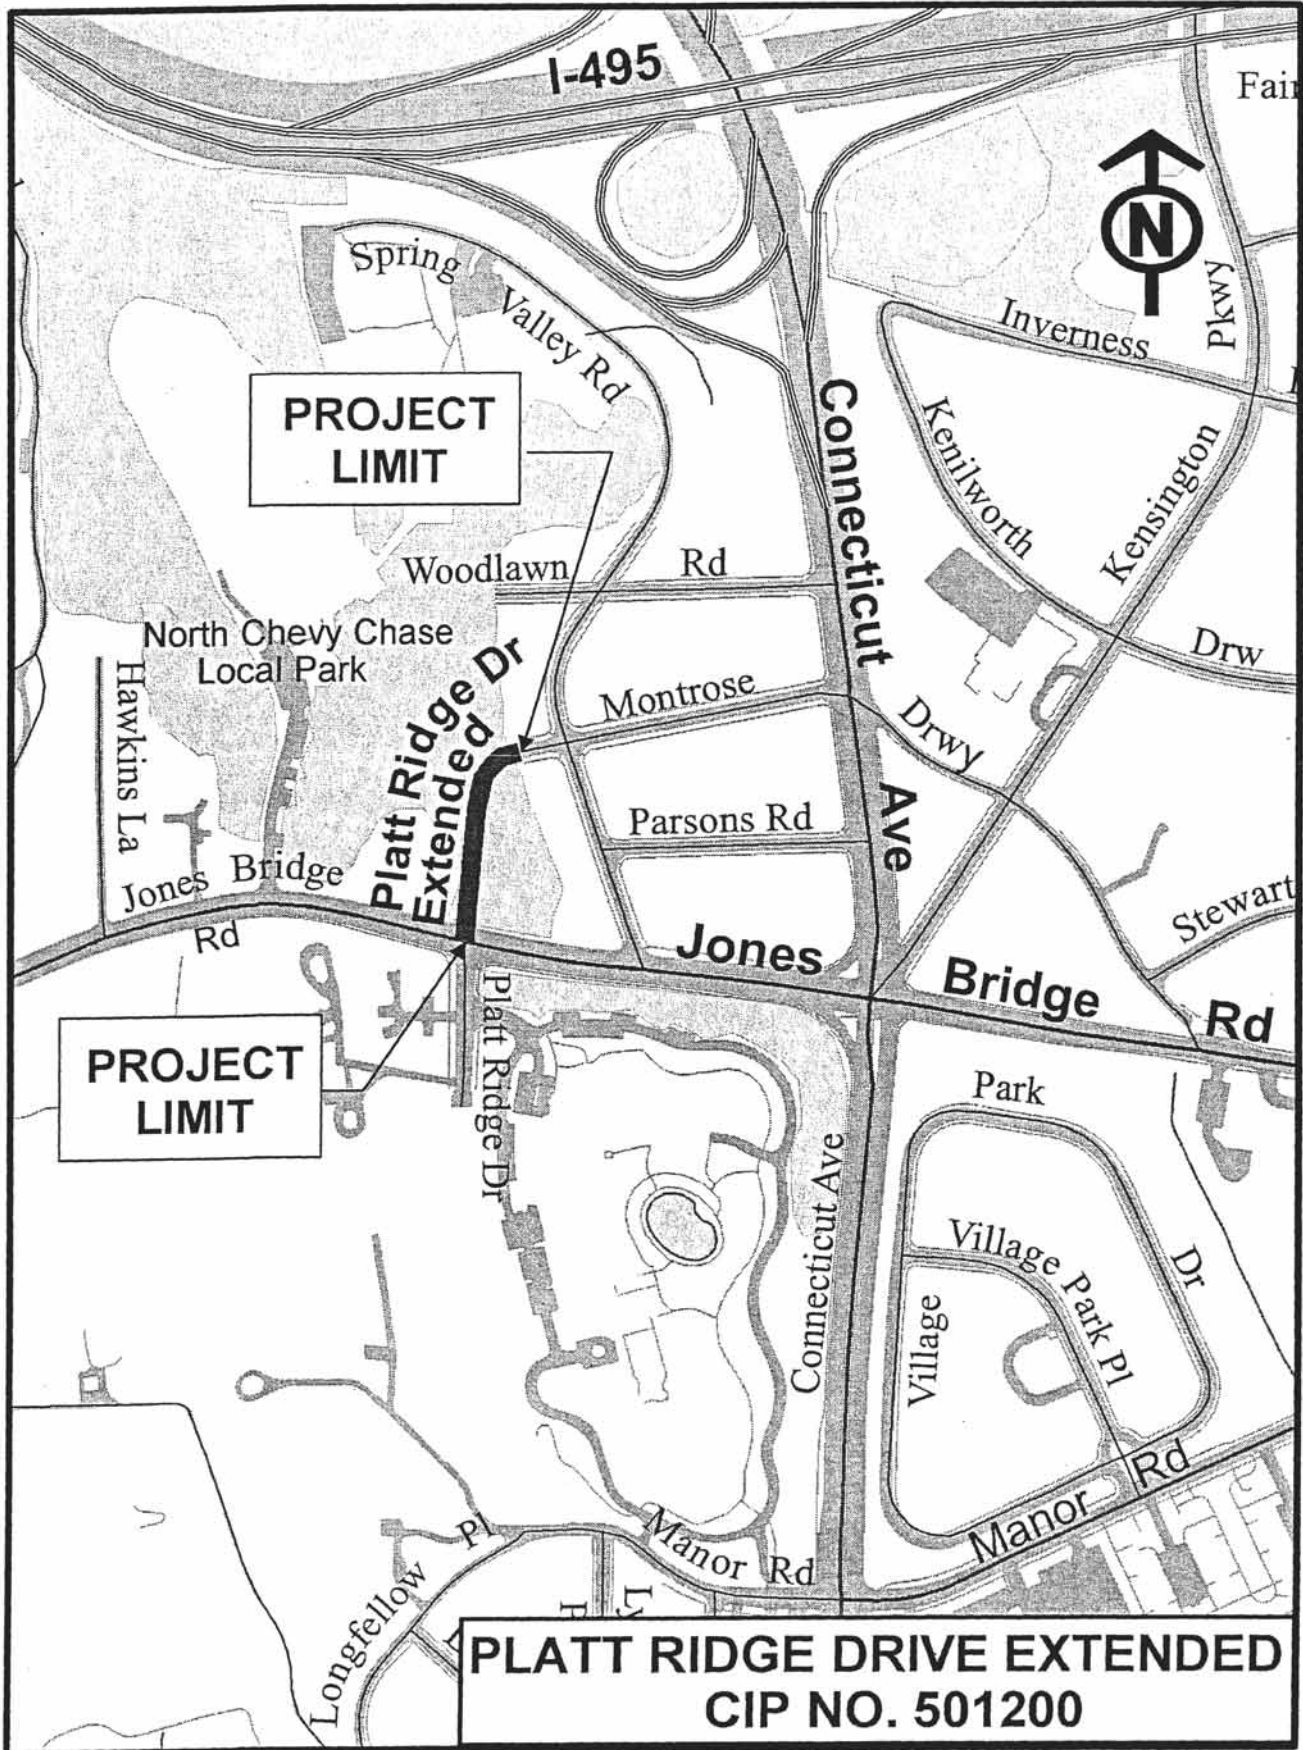 I-495
Fair
N
Spring
Valley Rd
Inverness
Pkwy
PROJECT
LIMIT
Connecticut
Ave
Kenilworth
Kensington
Woodlawn Rd
Drw
North Chevy Chase
Local Park
Hawkins La
Platt Ridge Dr
Extended
Montrose
Drwy
Parsons Rd
Jones Bridge
Rd
Stewart
Jones Bridge Rd
PROJECT
LIMIT
Platt Ridge Dr
Park
Dr
Connecticut Ave
Village
Park Pl
Village
Manor Rd
Manor Rd
Longfellow Pl
Ly
PLATT RIDGE DRIVE EXTENDED
CIP NO. 501200